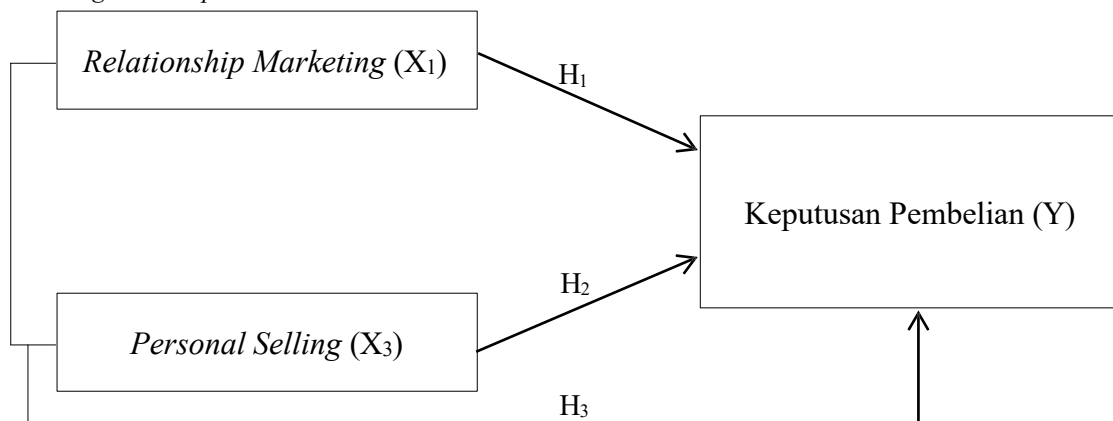 Relationship Marketing (X₁)
H₁
Keputusan Pembelian (Y)
H₂
Personal Selling (X₃)
H₃